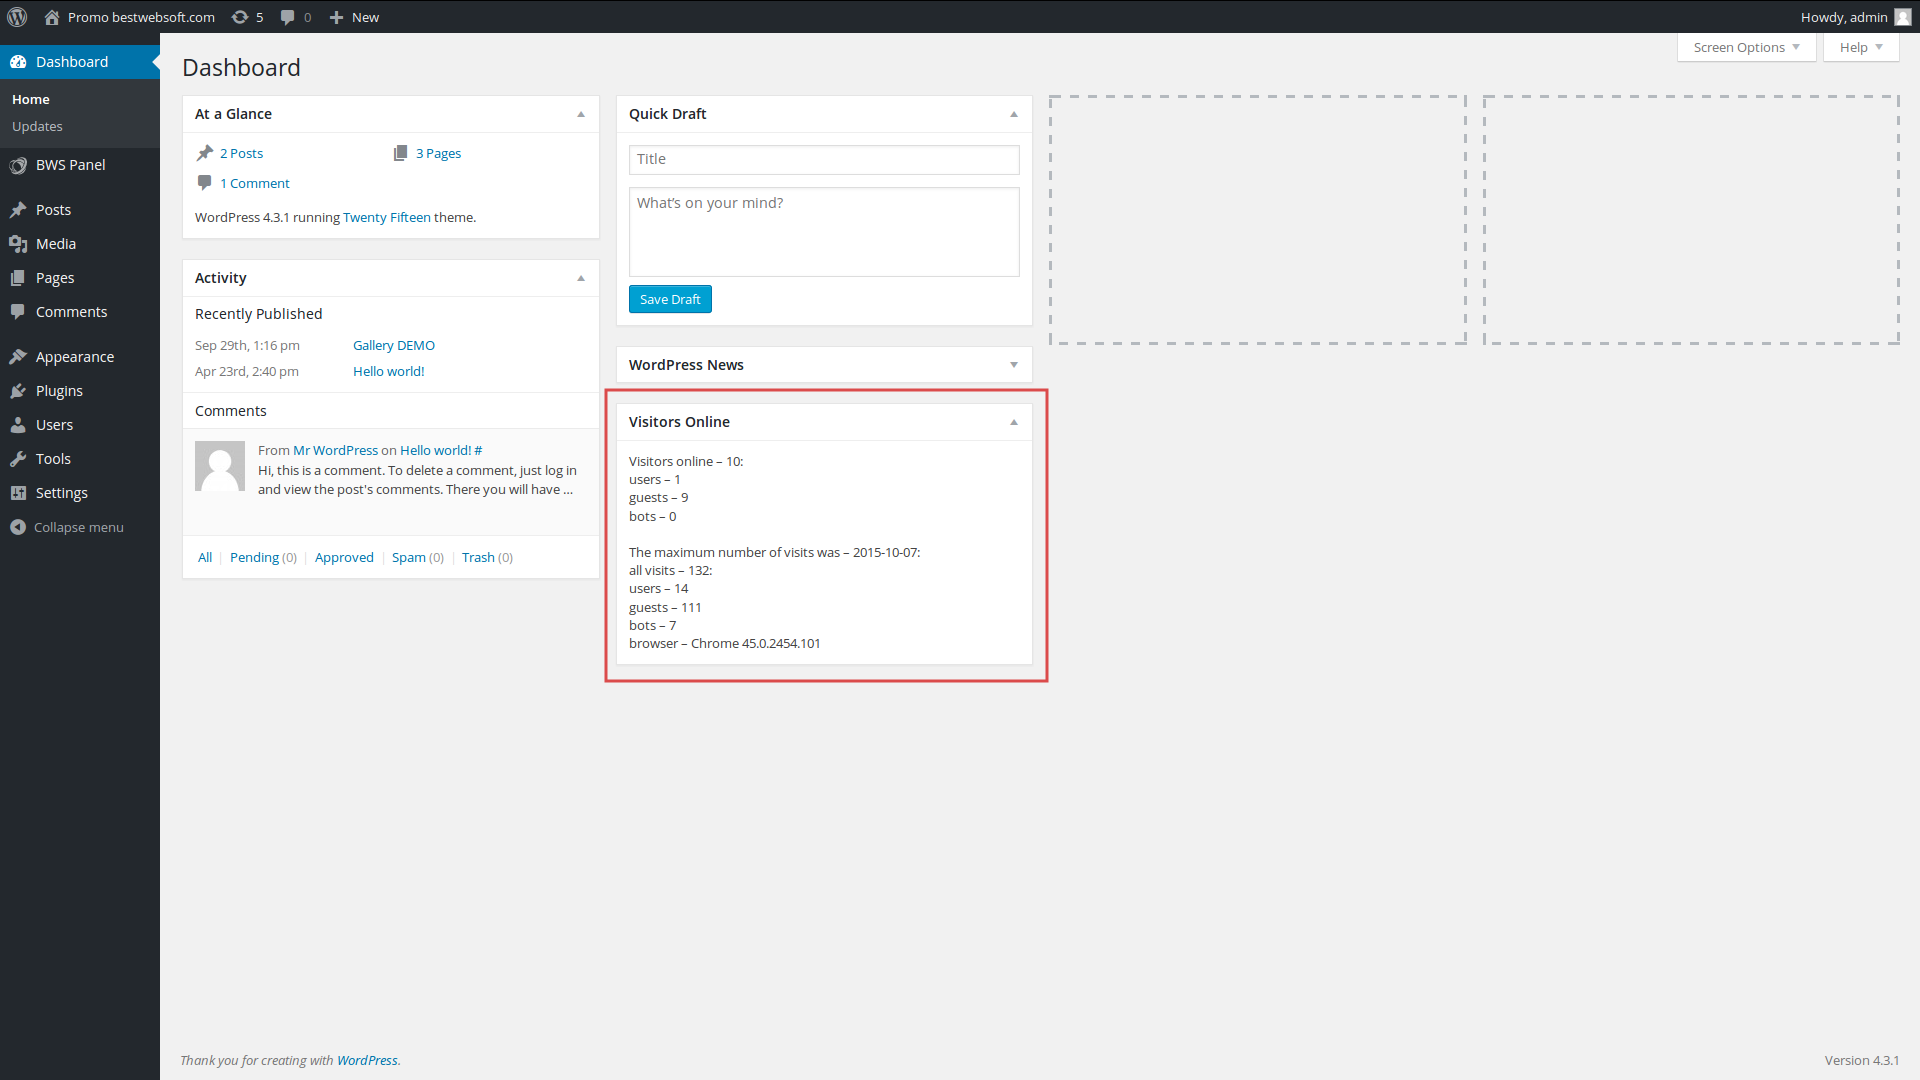 Promo bestwebsoft.com 5 0 New Howdy, admin
Screen Options Help
Dashboard
Home
Updates
BWS Panel
Posts
Media
Pages
Comments
Appearance
Plugins
Users
Tools
Settings
Collapse menu
Dashboard
At a Glance
2 Posts 3 Pages
1 Comment
WordPress 4.3.1 running Twenty Fifteen theme.
Activity
Recently Published
Sep 29th, 1:16 pm Gallery DEMO
Apr 23rd, 2:40 pm Hello world!
Comments
From Mr WordPress on Hello world! #
Hi, this is a comment. To delete a comment, just log in
and view the post's comments. There you will have ...
All Pending (0) Approved Spam (0) Trash (0)
Quick Draft
Title
What's on your mind?
Save Draft
WordPress News
Visitors Online
Visitors online – 10:
users – 1
guests – 9
bots – 0
The maximum number of visits was – 2015-10-07:
all visits – 132:
users – 14
guests – 111
bots – 7
browser – Chrome 45.0.2454.101
Thank you for creating with WordPress.
Version 4.3.1